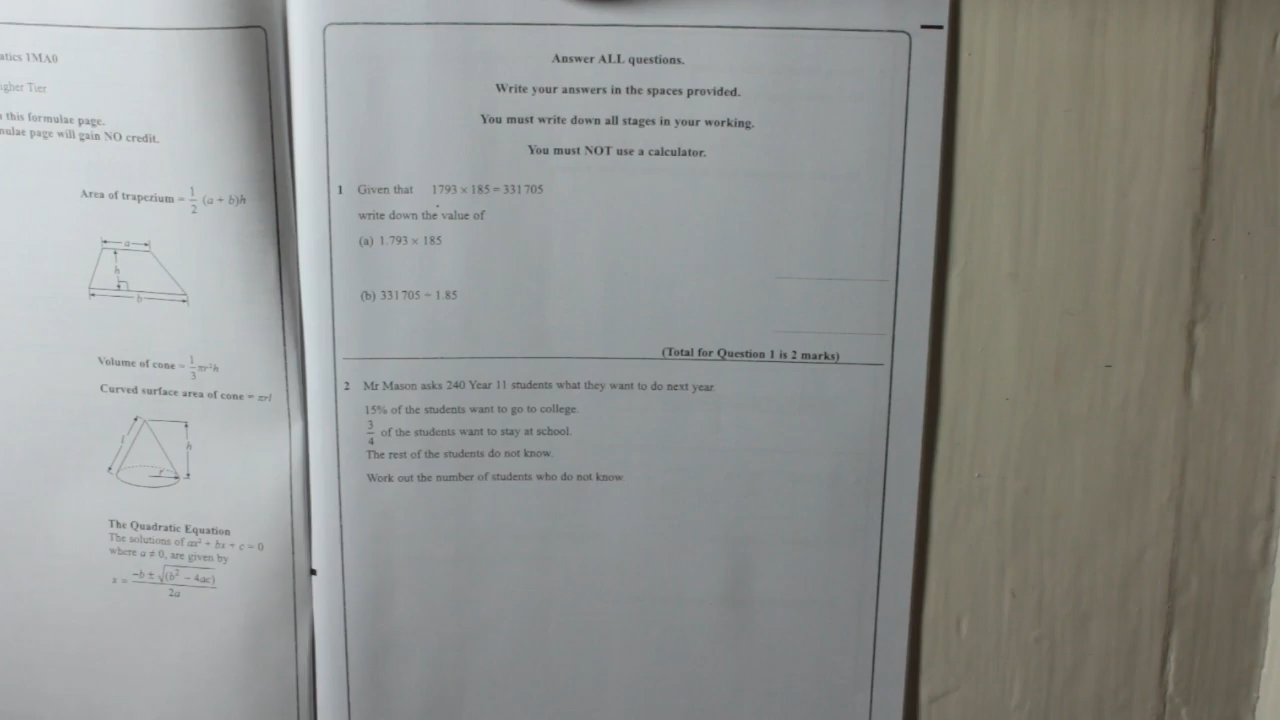 atics 1MA0
gher Tier
this formulae page.
ulae page will gain NO credit.
Area of trapezium = 1/2 (a + b)h
a
h
b
Volume of cone = 1/3 πr²h
Curved surface area of cone = πrl
l
h
r
The Quadratic Equation
The solutions of ax² + bx + c = 0
where a ≠ 0, are given by
x = (-b ± √(b² - 4ac)) / 2a
Answer ALL questions.
Write your answers in the spaces provided.
You must write down all stages in your working.
You must NOT use a calculator.
1 Given that 1793 × 185 = 331 705
write down the value of
(a) 1.793 × 185
(b) 331 705 ÷ 1.85
(Total for Question 1 is 2 marks)
2 Mr Mason asks 240 Year 11 students what they want to do next year.
15% of the students want to go to college.
3/4 of the students want to stay at school.
The rest of the students do not know.
Work out the number of students who do not know.